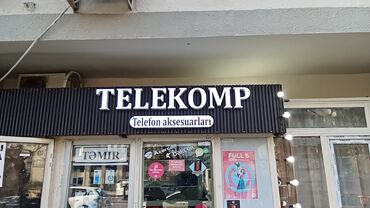 TELEKOMP
Telefon aksesuarları
TƏMİR
FULL 6